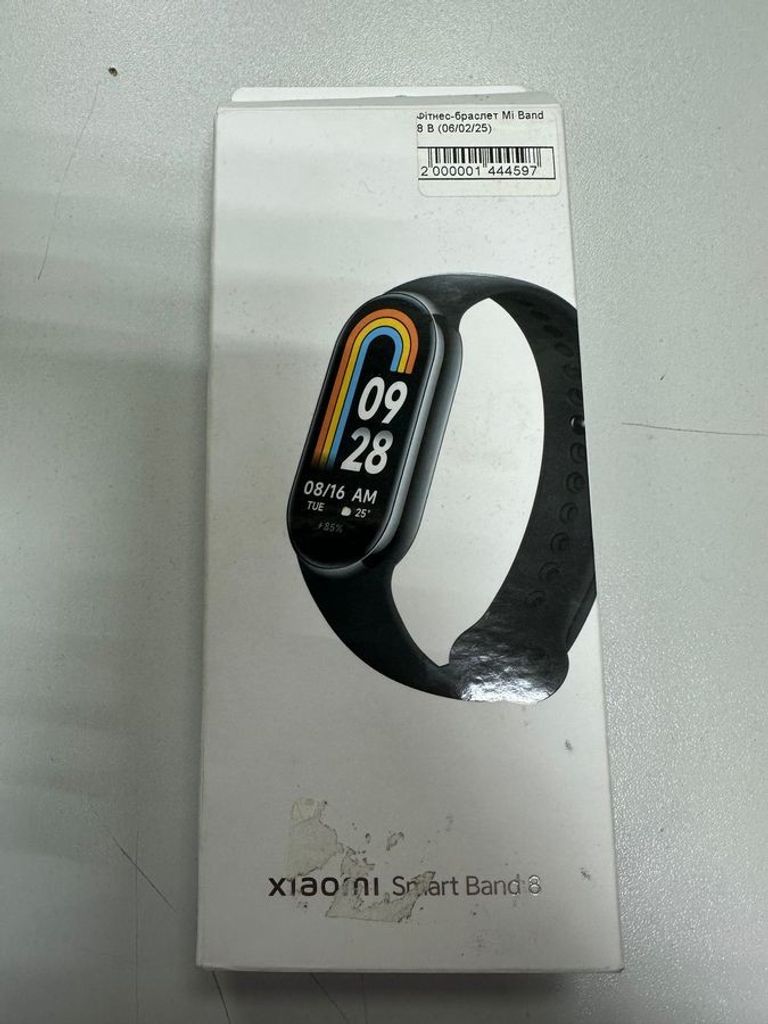 Фітнес-браслет Mi Band
8 B (06/02/25)
2 000001 444597
09
28
08/16 AM
TUE 25°
85%
xiaomi Smart Band 8